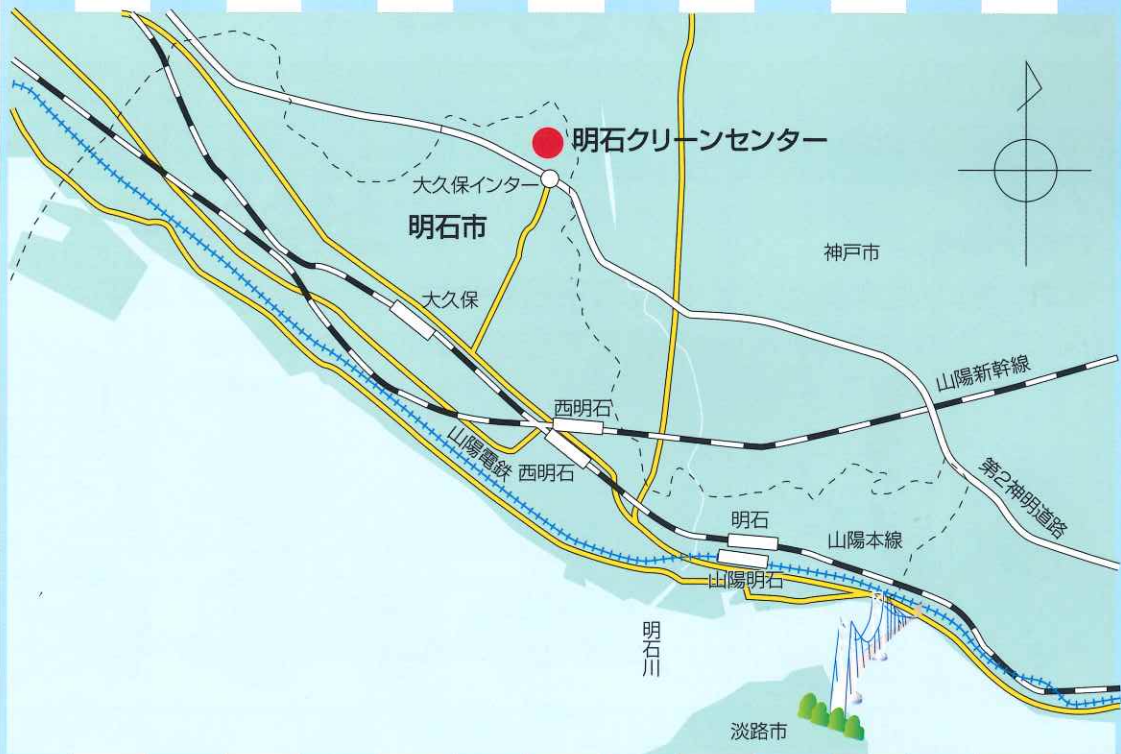 明石クリーンセンター
大久保インター
明石市
神戸市
大久保
山陽新幹線
西明石
山陽電鉄
西明石
第2神明道路
明石
山陽本線
山陽明石
明石川
淡路市